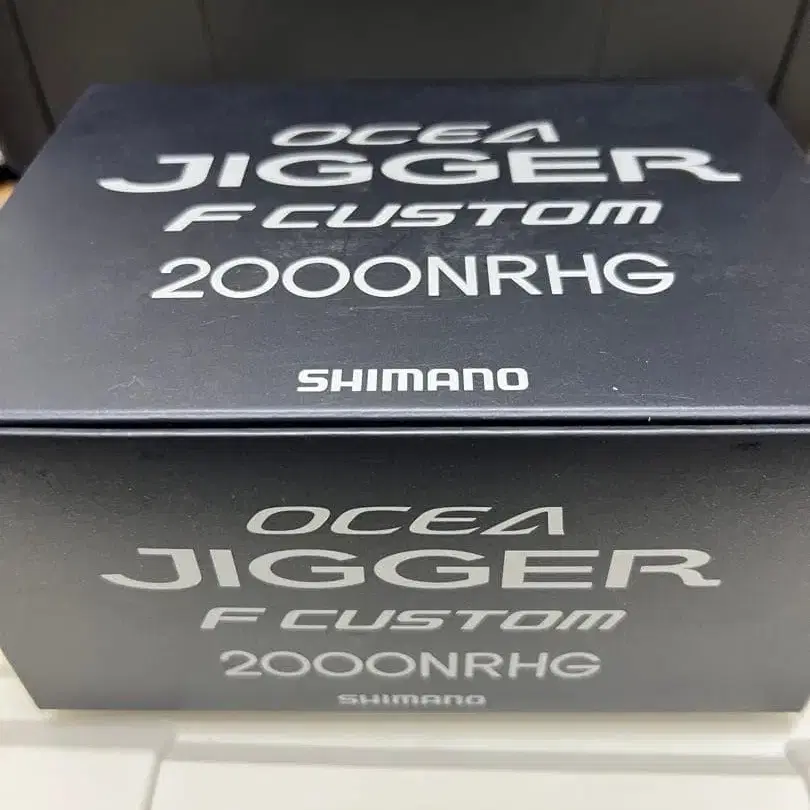 OCEA
JIGGER
F CUSTOM
2000NRHG
SHIMANO
OCEA
JIGGER
F CUSTOM
2000NRHG
SHIMANO